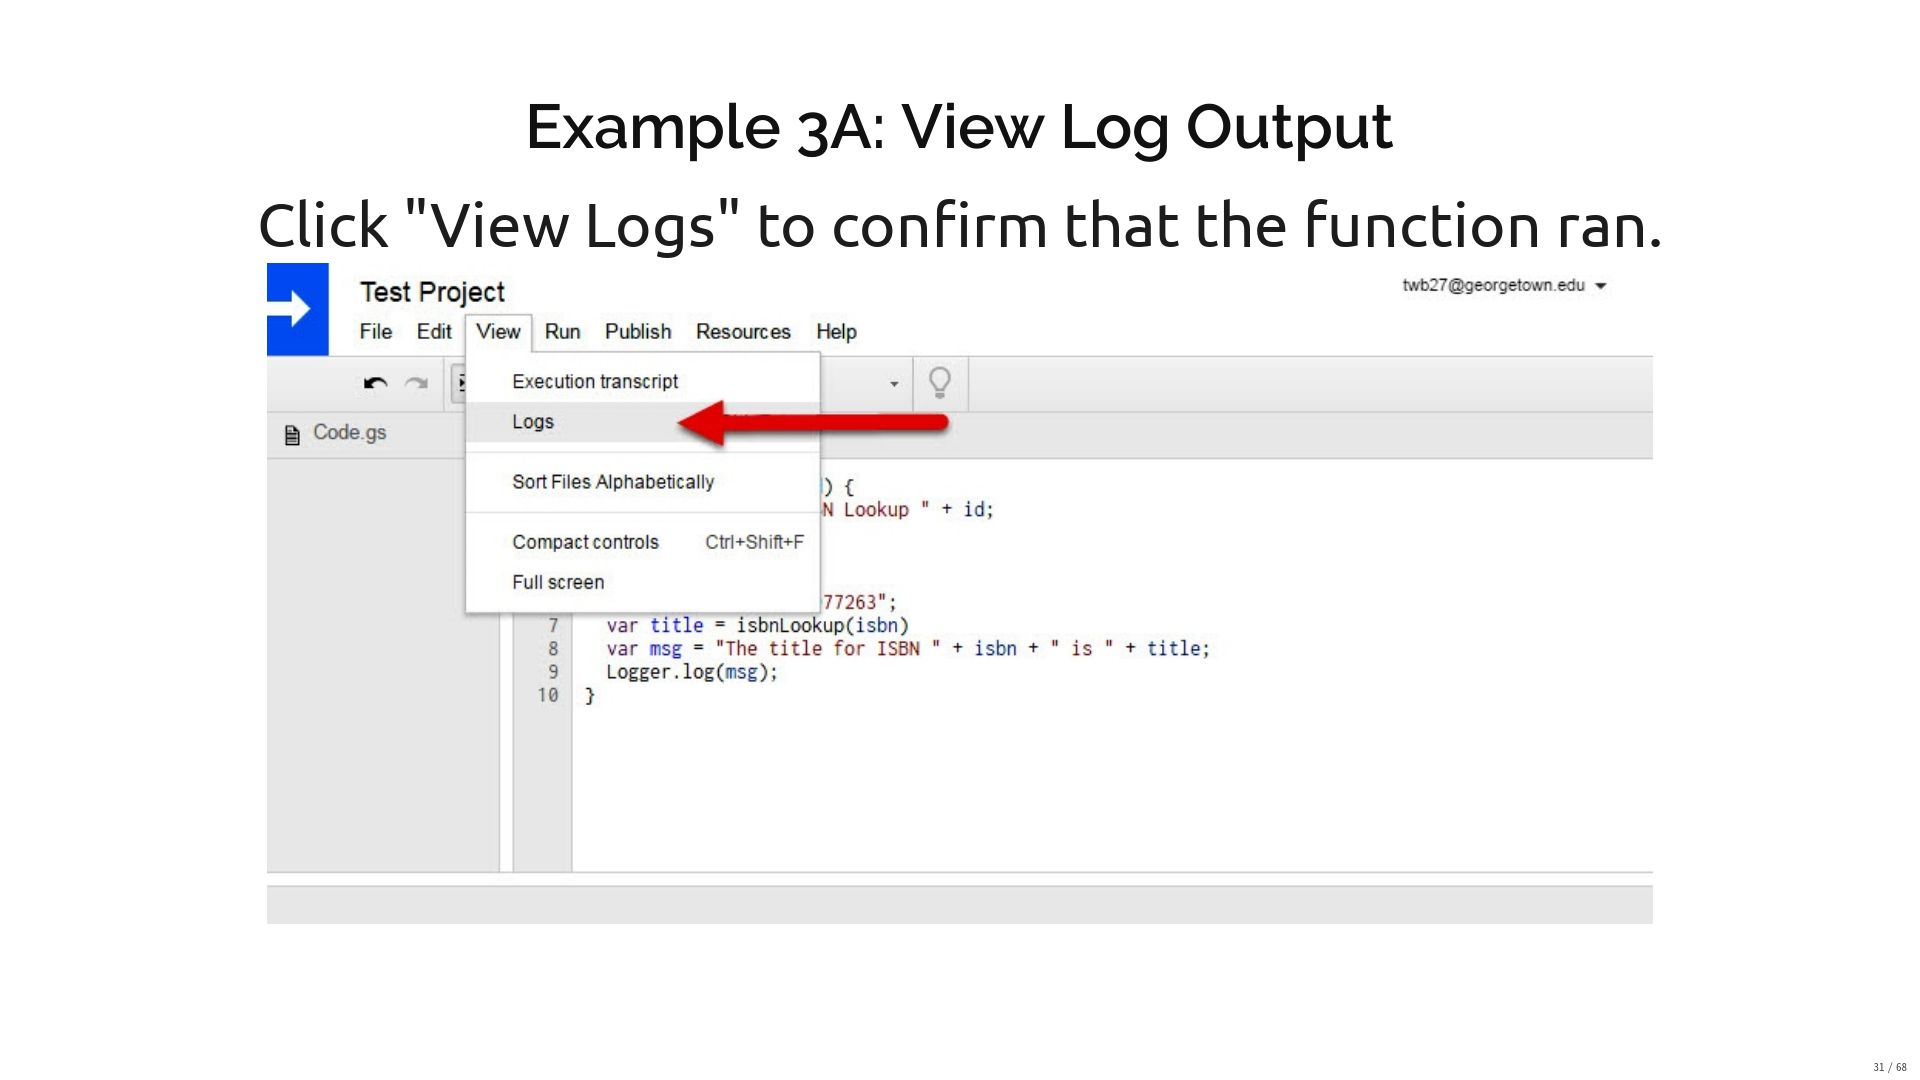 Example 3A: View Log Output
Click "View Logs" to confirm that the function ran.
Test Project
twb27@georgetown.edu
File Edit View Run Publish Resources Help
Execution transcript
Logs
Code.gs
Sort Files Alphabetically
) {
N Lookup " + id;
Compact controls Ctrl+Shift+F
Full screen
77263";
7 var title = isbnLookup(isbn)
8 var msg = "The title for ISBN " + isbn + " is " + title;
9 Logger.log(msg);
10 }
31 / 68